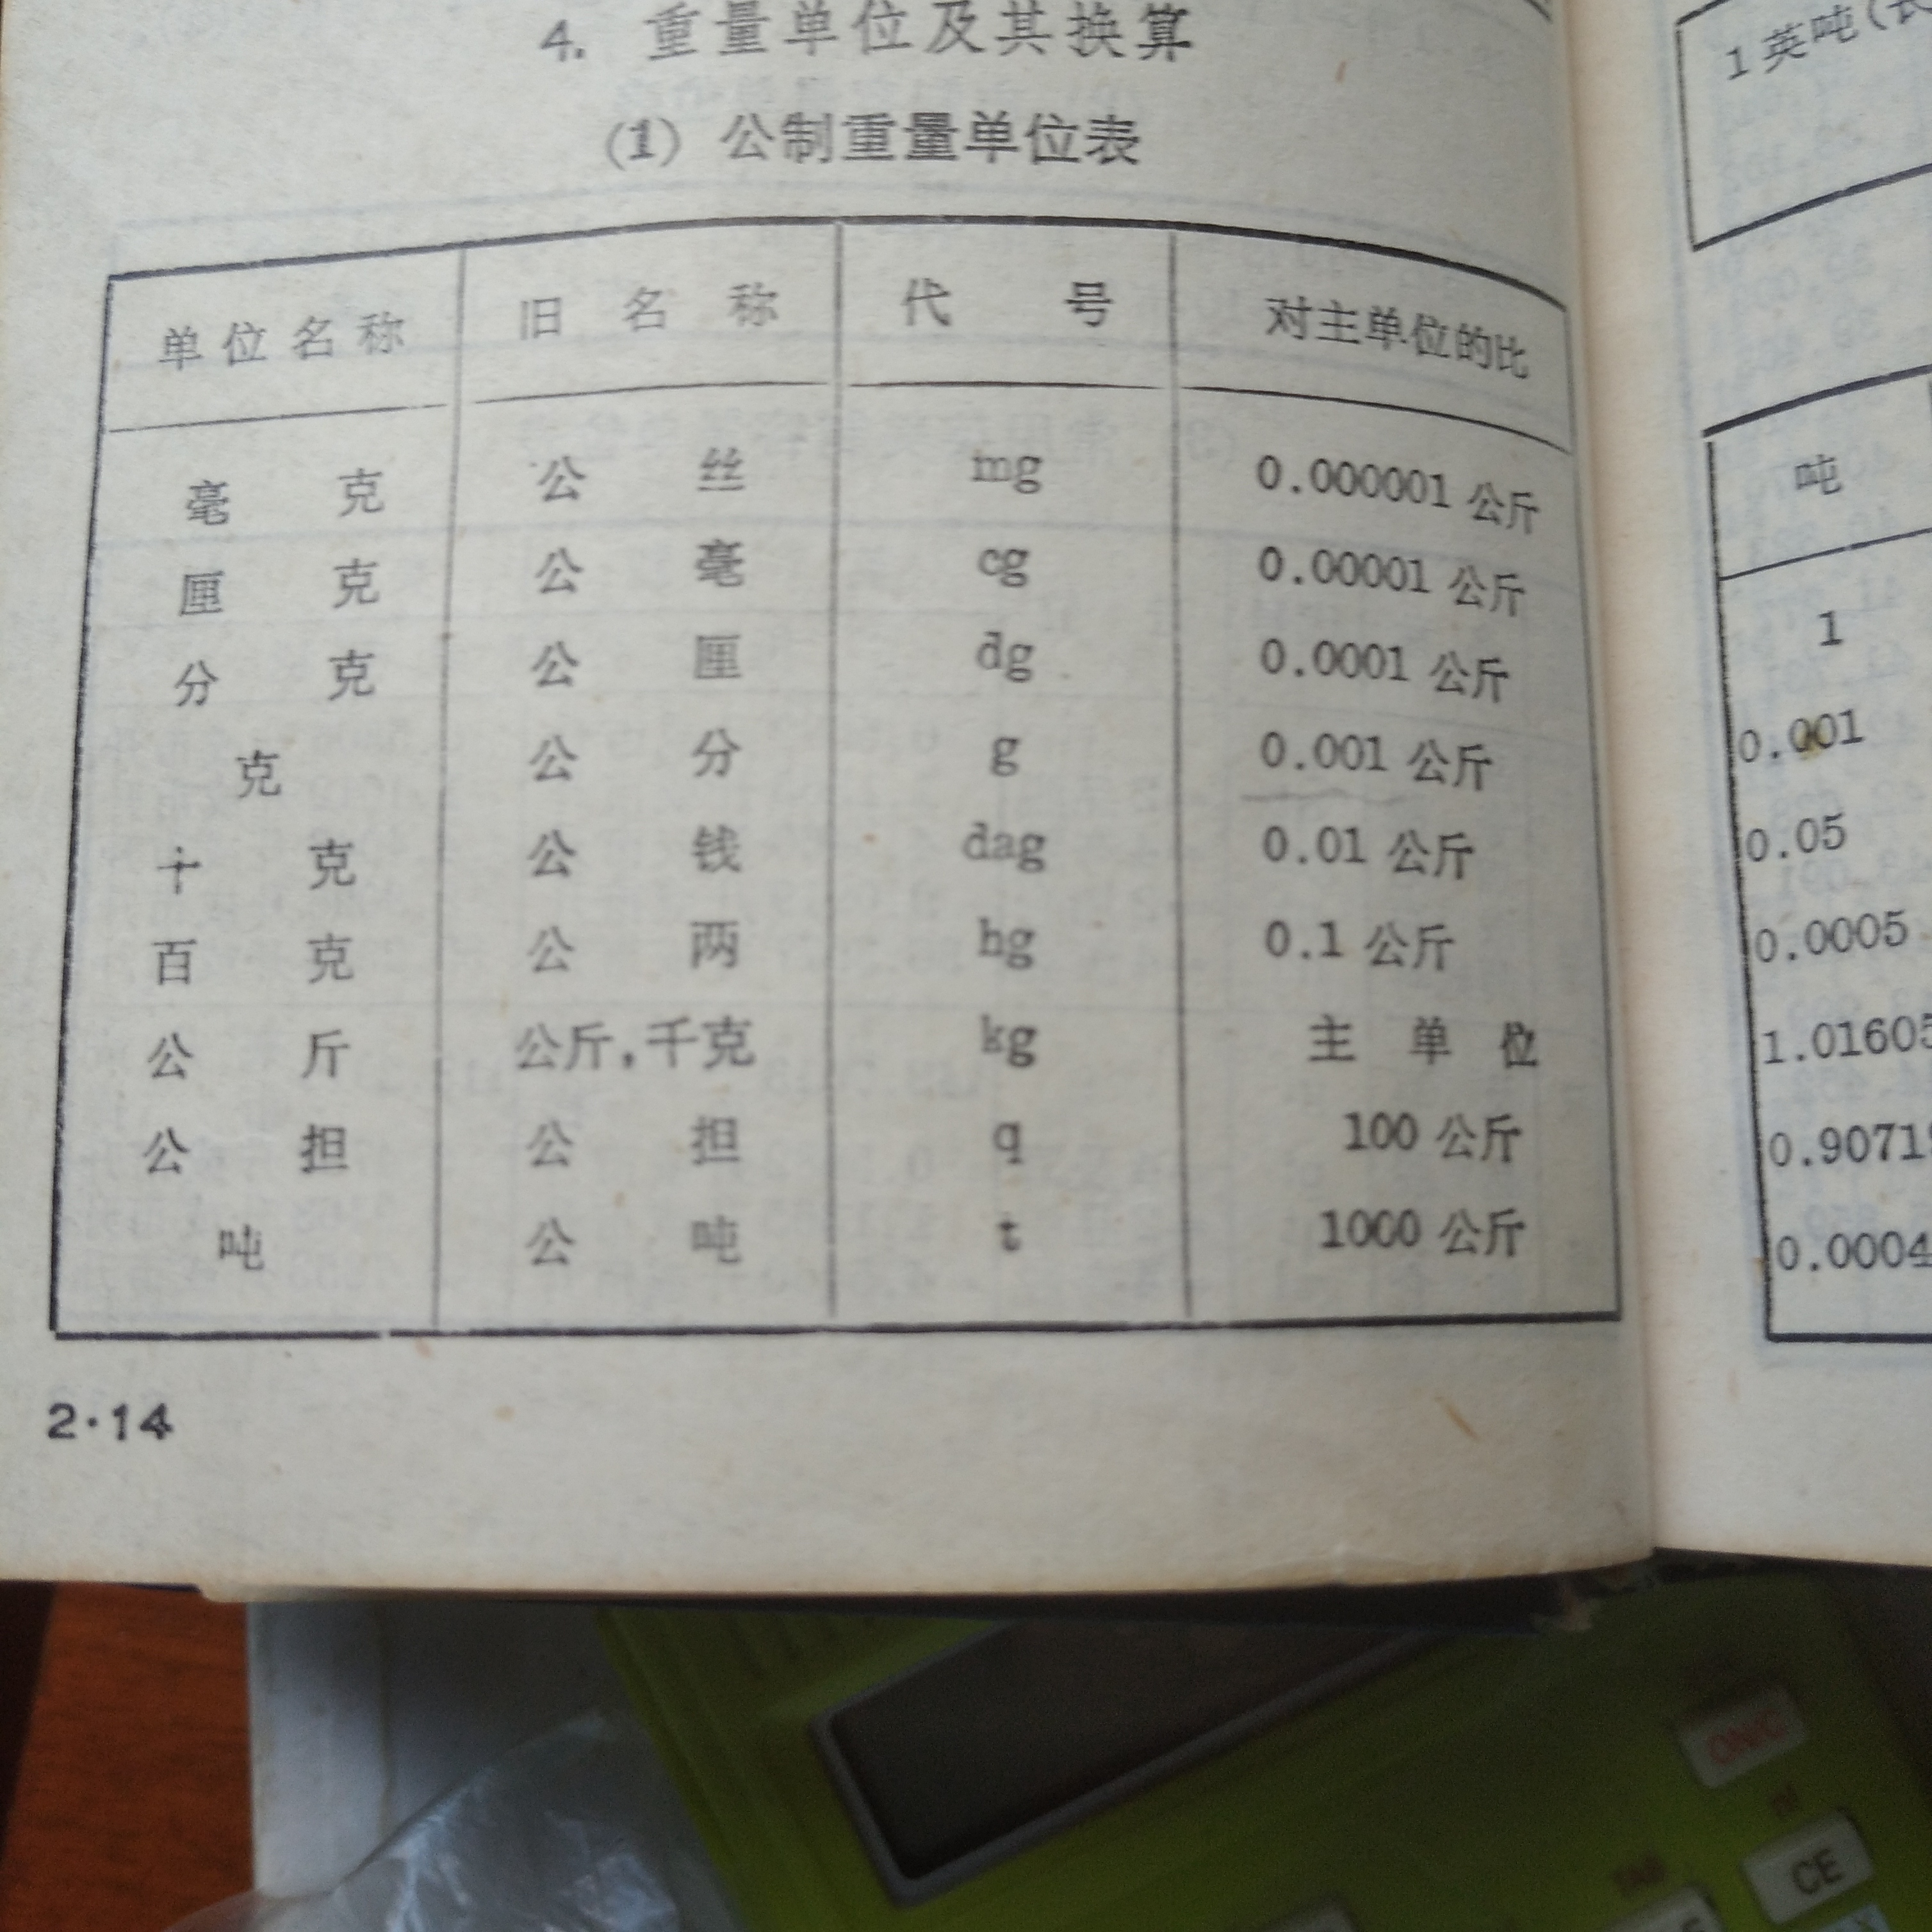 4. 重量单位及其换算
(1) 公制重量单位表
单位名称 旧名称 代号 对主单位的比
毫克 公丝 mg 0.000001 公斤
厘克 公毫 cg 0.00001 公斤
分克 公厘 dg 0.0001 公斤
克 公分 g 0.001 公斤
十克 公钱 dag 0.01 公斤
百克 公两 hg 0.1 公斤
公斤 公斤,千克 kg 主单位
公担 公担 q 100 公斤
吨 公吨 t 1000 公斤
2·14
1英吨(长
吨
1
0.001
0.05
0.0005
1.01605
0.9071
0.0004
ON/C
CE